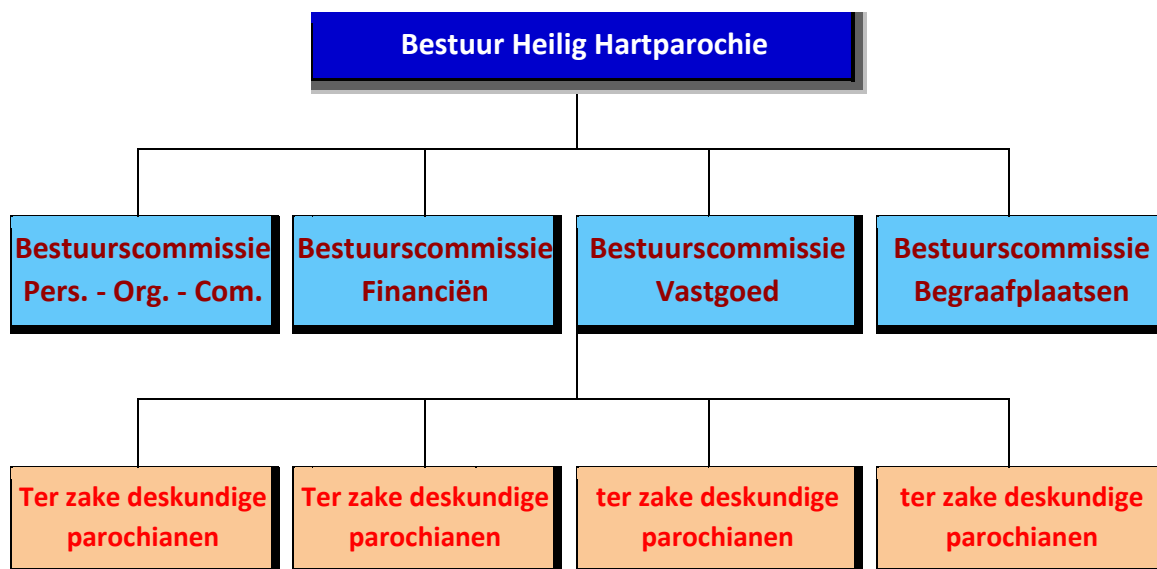 Bestuur Heilig Hartparochie
Bestuurscommissie
Pers. - Org. - Com.
Bestuurscommissie
Financiën
Bestuurscommissie
Vastgoed
Bestuurscommissie
Begraafplaatsen
Ter zake deskundige
parochianen
Ter zake deskundige
parochianen
ter zake deskundige
parochianen
ter zake deskundige
parochianen